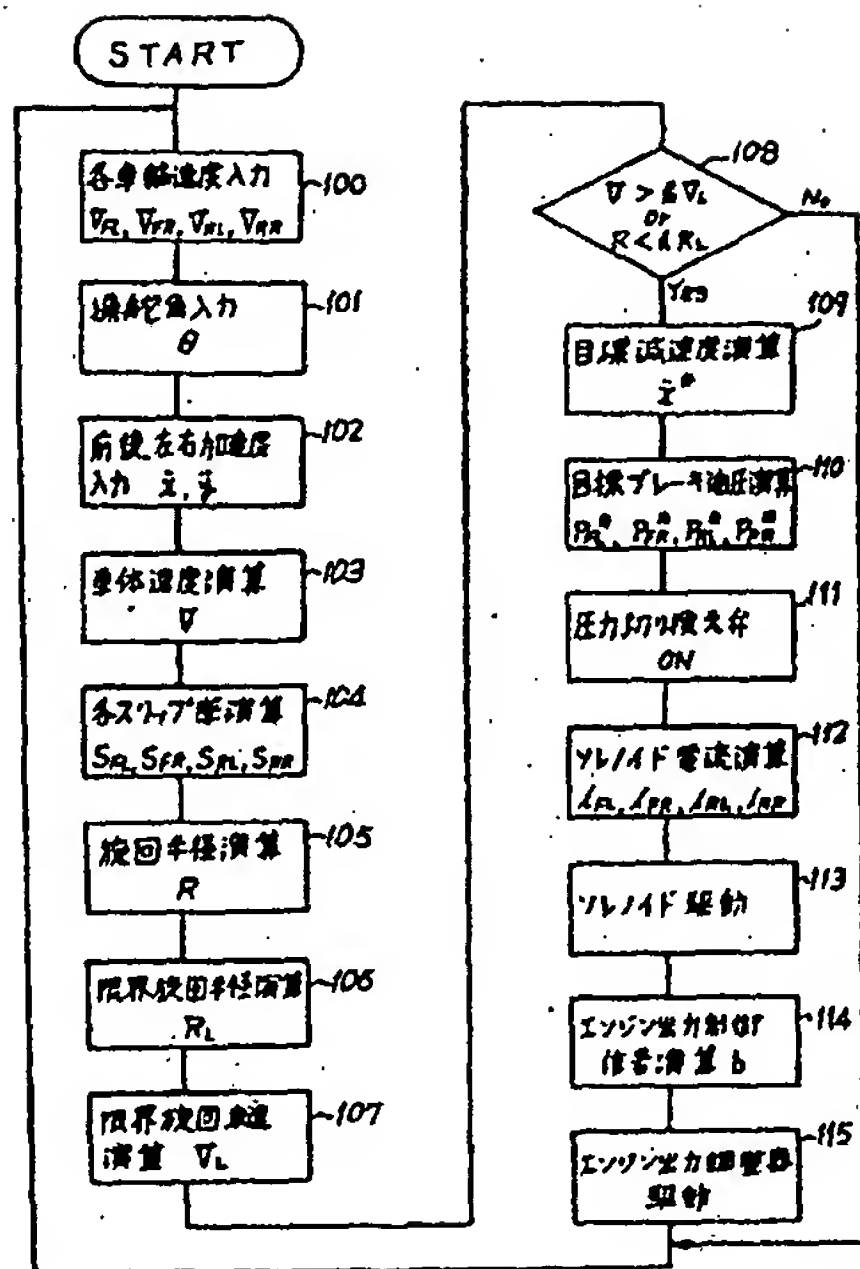 START
各車輪速度入力
V_FL, V_FR, V_RL, V_RR
100
操舵角入力
θ
101
前後、左右加速度
入力 ẍ, ÿ
102
車体速度演算
V
103
各スリップ率演算
S_FL, S_FR, S_RL, S_RR
104
旋回半径演算
R
105
限界旋回半径演算
R_L
106
限界旋回車速
演算 V_L
107
108
V >
V_L
or
R <
R_L
No
Yes
109
目標減速度演算
ẍ*
目標ブレーキ液圧演算
P_FL*, P_FR*, P_RL*, P_RR*
110
圧力切り換え弁
ON
111
ソレノイド電流演算
i_FL, i_FR, i_RL, i_RR
112
ソレノイド駆動
113
エンジン出力制御
信号演算 b
114
エンジン出力調整器
駆動
115